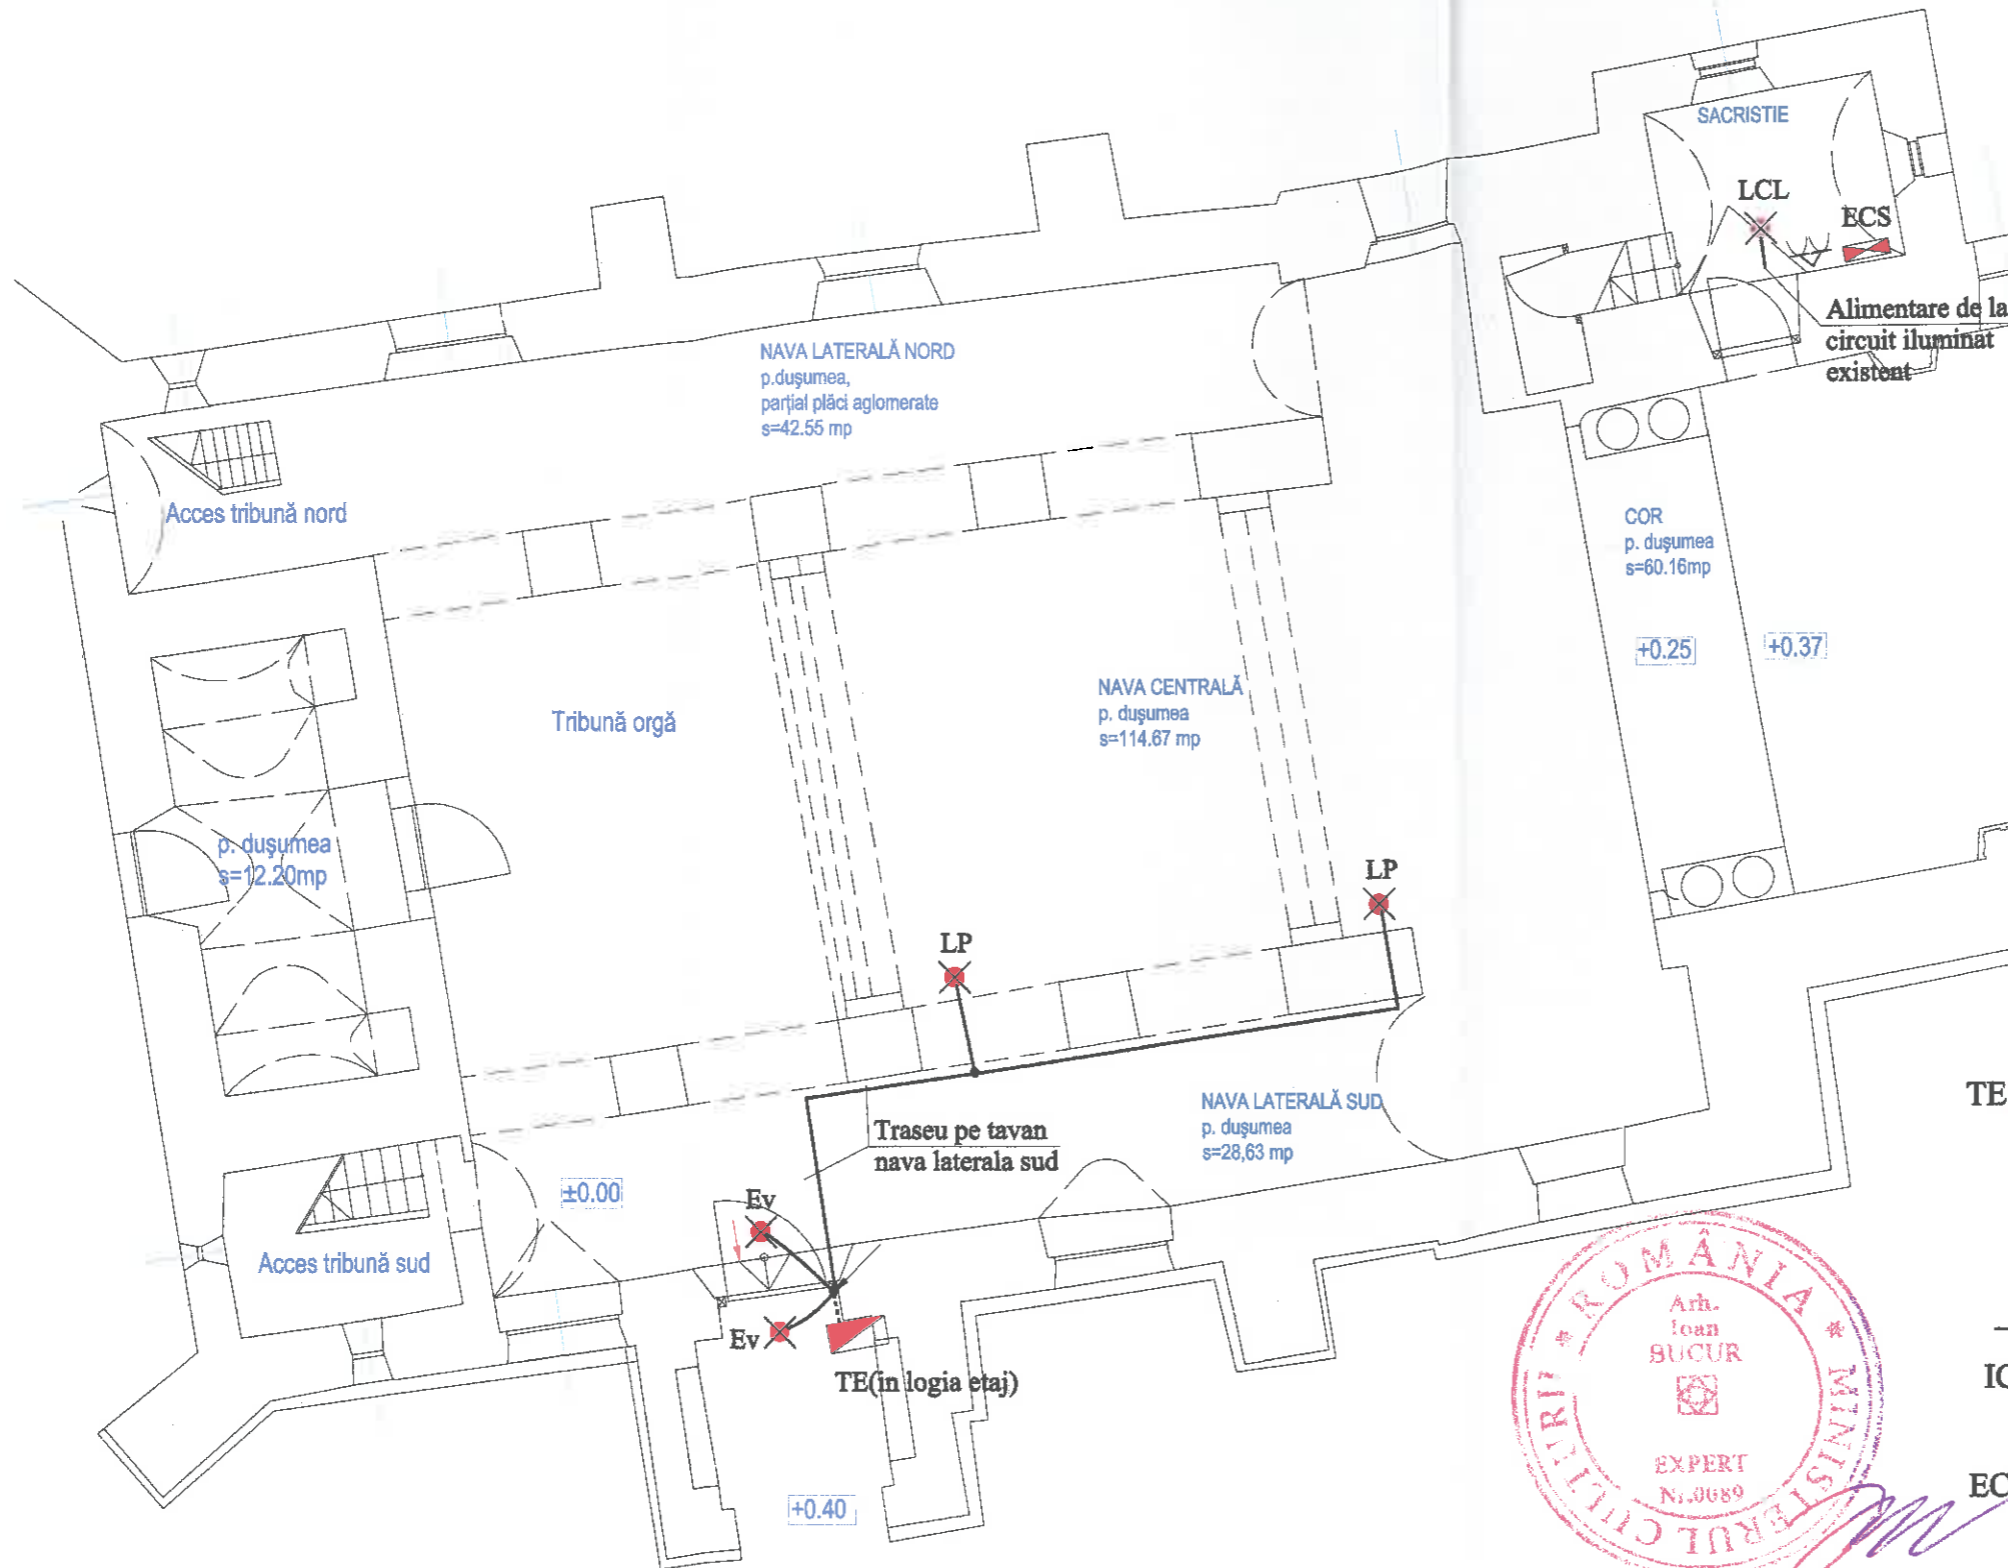 SACRISTIE
LCL
ECS
Alimentare de la
circuit iluminat
existent
NAVA LATERALĂ NORD
p.duşumea,
parţial plăci aglomerate
s=42.55 mp
Acces tribună nord
COR
p. duşumea
s=60.16mp
+0.25
+0.37
NAVA CENTRALĂ
p. duşumea
s=114.67 mp
Tribună orgă
p. duşumea
s=12.20mp
LP
LP
TE
NAVA LATERALĂ SUD
p. duşumea
s=28,63 mp
Traseu pe tavan
nava laterala sud
±0.00
Ev
Acces tribună sud
Ev
TE(in logia etaj)
+0.40
ROMÂNIA * MINISTERUL CULTURII *
Arh.
Ioan
BUCUR
EXPERT
Nr.0089
EC